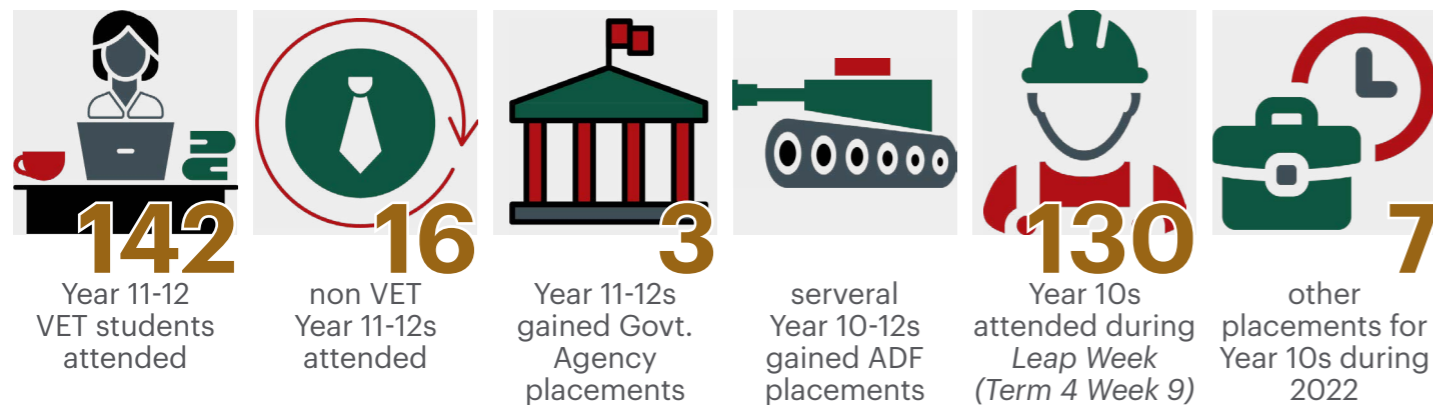 142
Year 11-12
VET students
attended
16
non VET
Year 11-12s
attended
3
Year 11-12s
gained Govt.
Agency
placements
serveral
Year 10-12s
gained ADF
placements
130
Year 10s
attended during
Leap Week
(Term 4 Week 9)
7
other
placements for
Year 10s during
2022